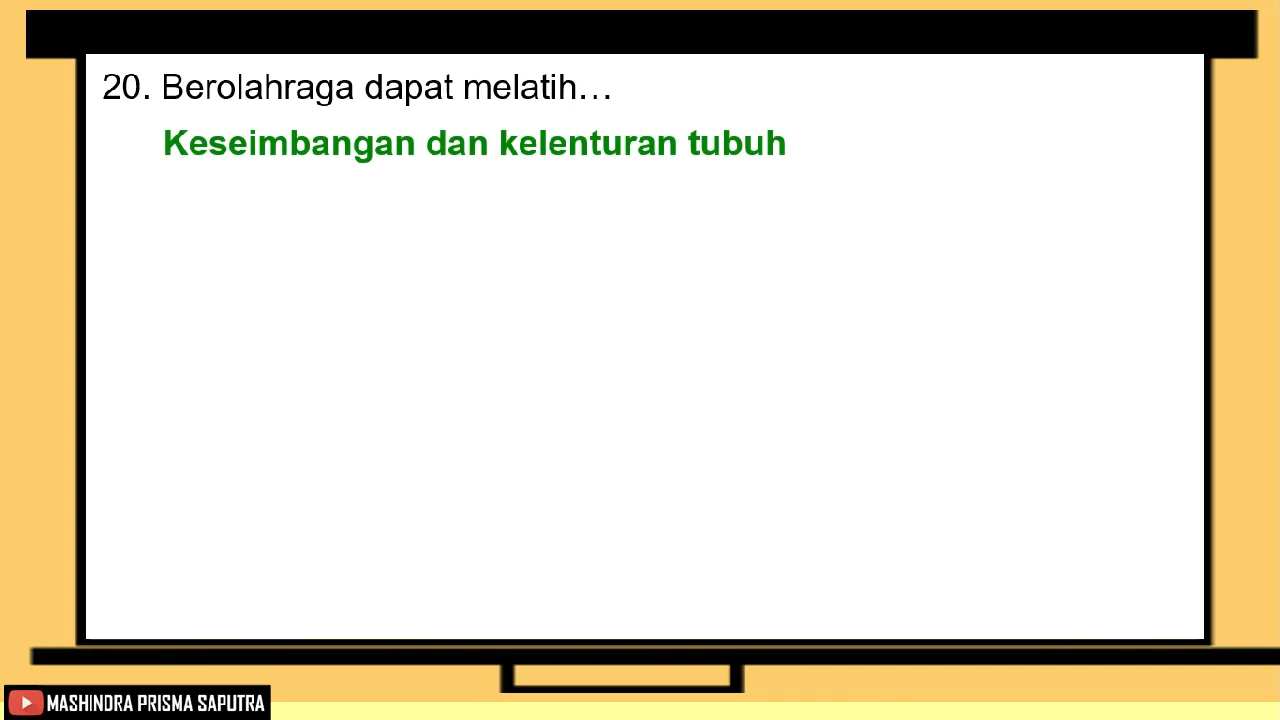 20. Berolahraga dapat melatih…
Keseimbangan dan kelenturan tubuh
MASHINDRA PRISMA SAPUTRA